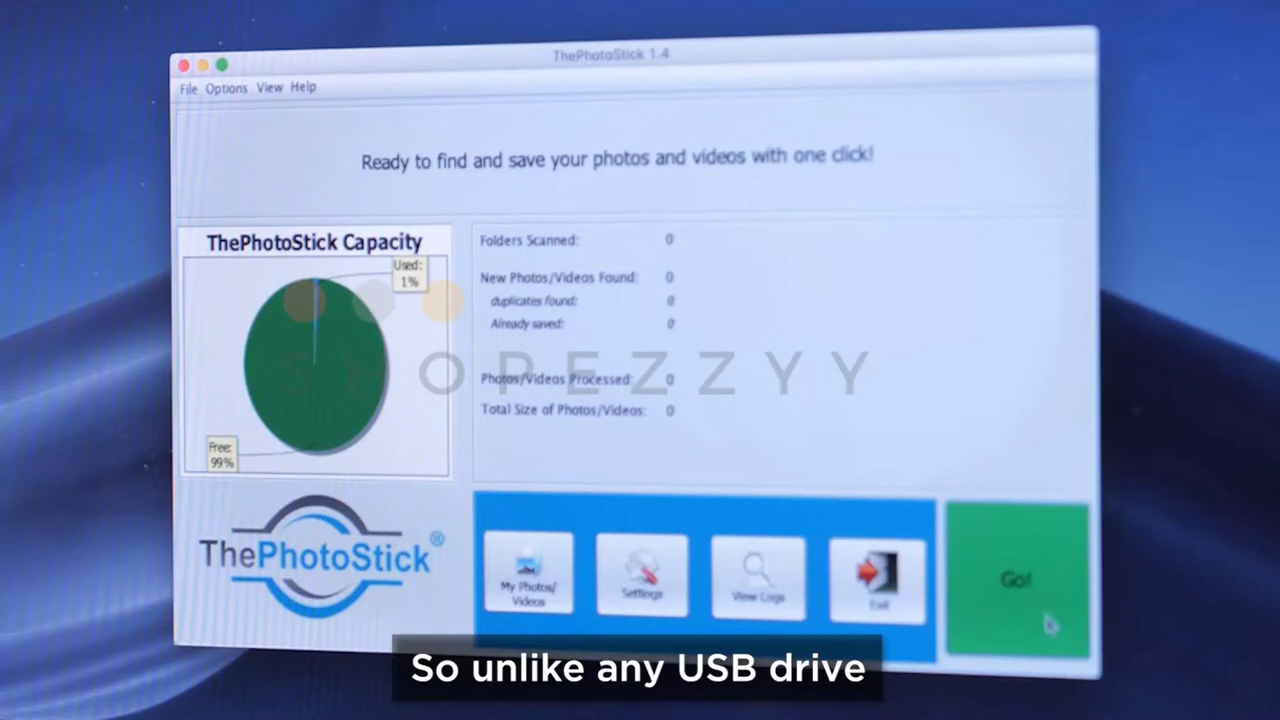 ThePhotoStick 1.4
File Options View Help
Ready to find and save your photos and videos with one click!
ThePhotoStick Capacity
Used:
1%
Free:
99%
Folders Scanned: 0
New Photos/Videos Found: 0
duplicates found: 0
Already saved: 0
Photos/Videos Processed: 0
Total Size of Photos/Videos: 0
SHOPEZZYY
ThePhotoStick®
My Photos/
Videos
Settings
View Logs
Exit
Go!
So unlike any USB drive